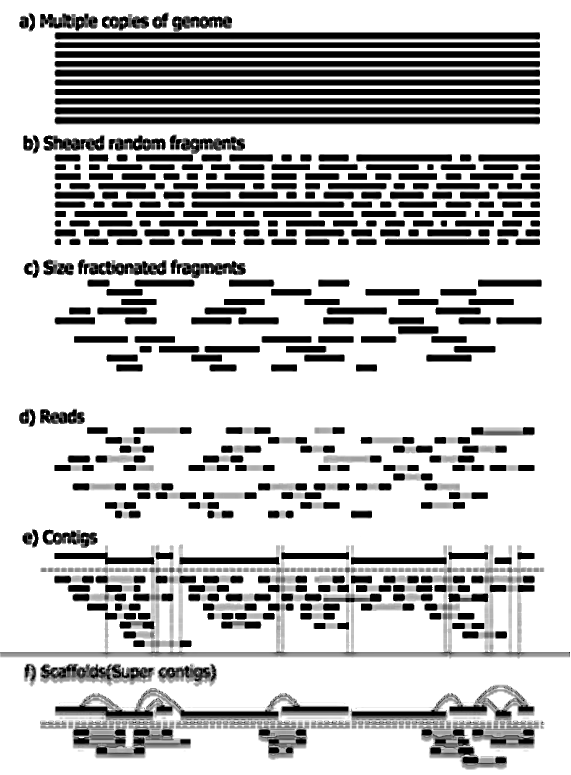 a) Multiple copies of genome
b) Sheared random fragments
c) Size fractionated fragments
d) Reads
e) Contigs
f) Scaffolds(Super contigs)